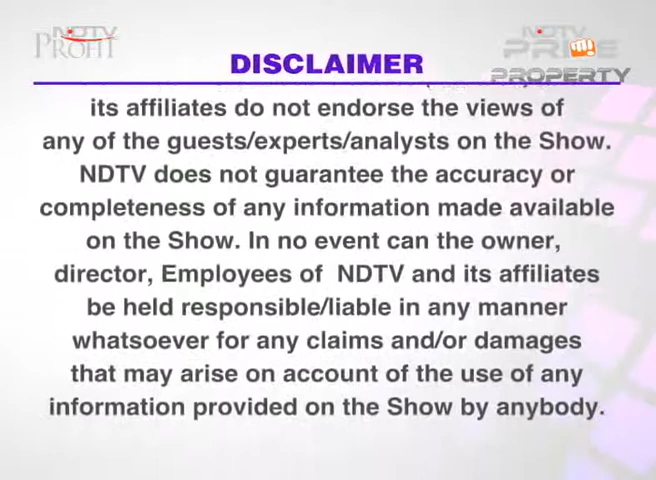 NDTV
PROFIT
NDTV
PRIME
PROPERTY
DISCLAIMER
its affiliates do not endorse the views of
any of the guests/experts/analysts on the Show.
NDTV does not guarantee the accuracy or
completeness of any information made available
on the Show. In no event can the owner,
director, Employees of NDTV and its affiliates
be held responsible/liable in any manner
whatsoever for any claims and/or damages
that may arise on account of the use of any
information provided on the Show by anybody.